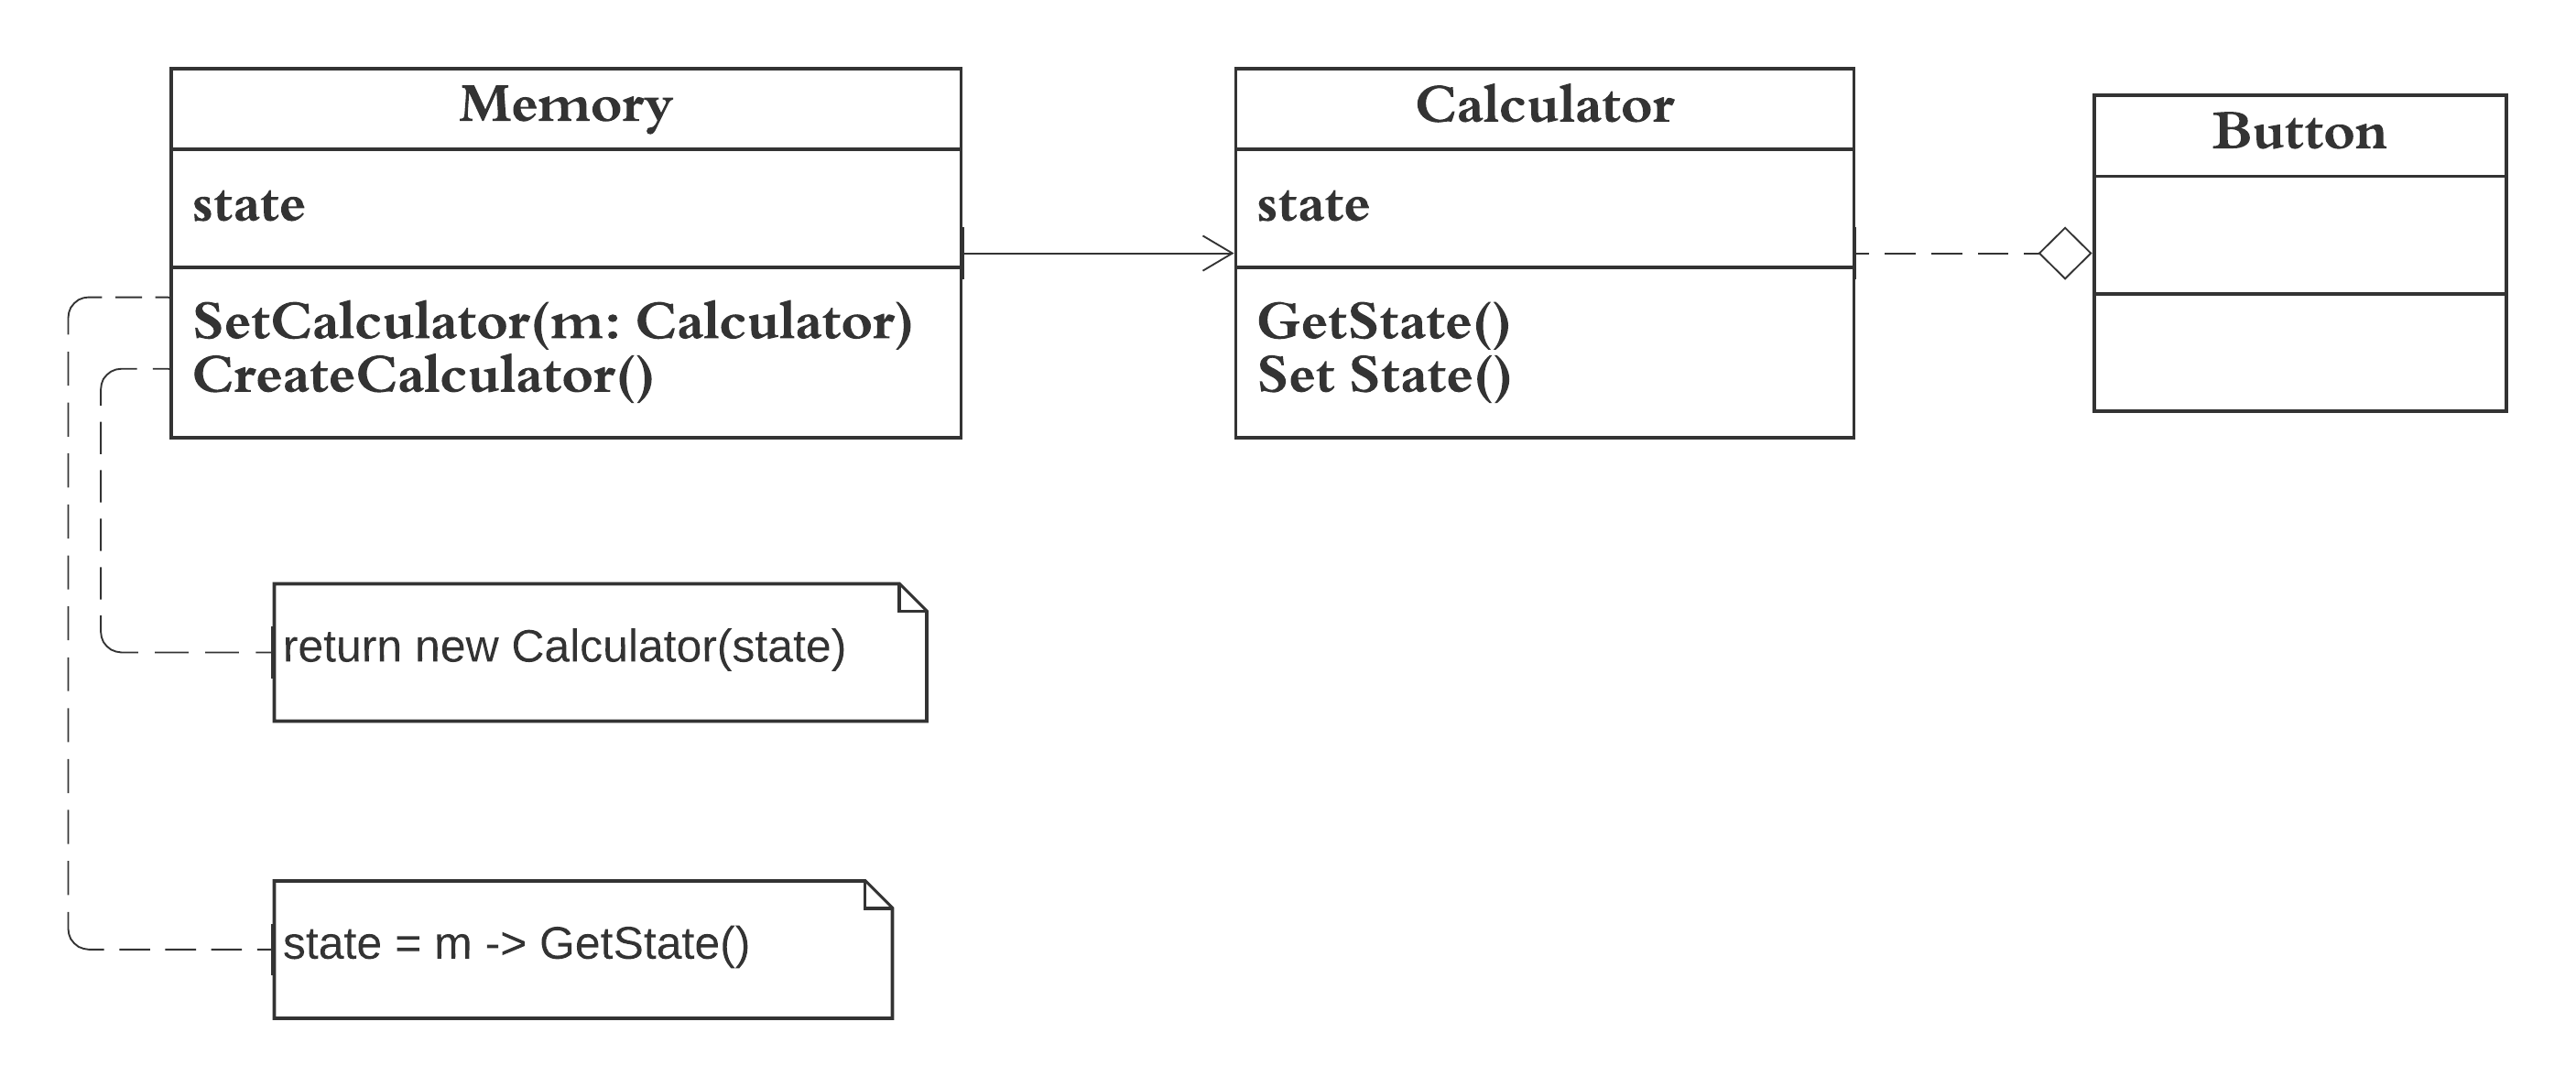 Memory
state
SetCalculator(m: Calculator)
CreateCalculator()
Calculator
state
GetState()
Set State()
Button
return new Calculator(state)
state = m -> GetState()